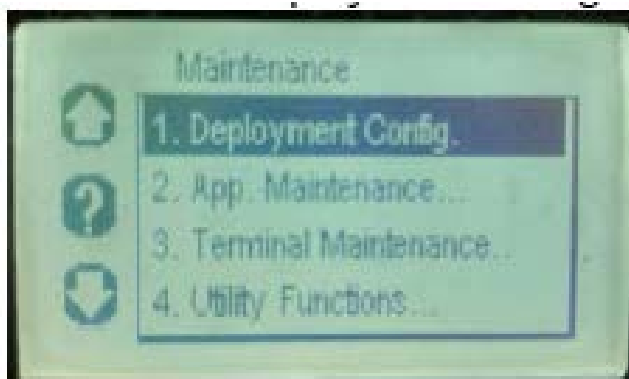 Maintenance
1. Deployment Config.
2. App. Maintenance...
3. Terminal Maintenance...
4. Utility Functions...